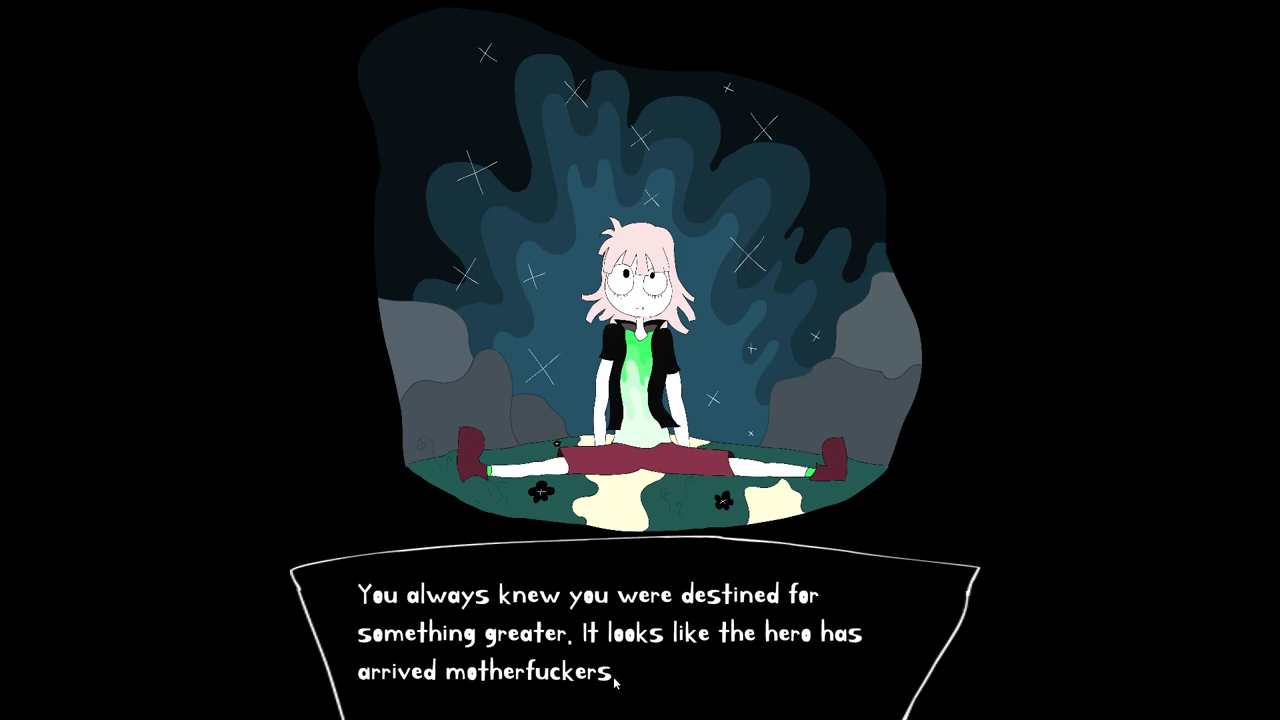 You always knew you were destined for
something greater. It looks like the hero has
arrived motherfuckers.